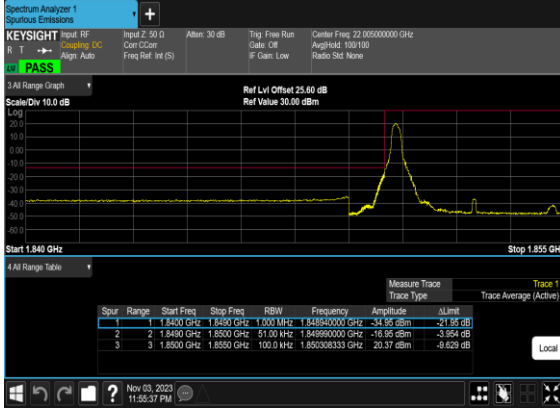 Spectrum Analyzer 1
Spurious Emissions
+
KEYSIGHT Input: RF Input Z: 50 Ω Atten: 30 dB Trig: Free Run Center Freq: 22.005000000 GHz
R T Coupling: DC Corr CCorr Gate: Off Avg|Hold: 100/100
Align: Auto Freq Ref: Int (S) IF Gain: Low Radio Std: None
LXI PASS
3 All Range Graph Ref Lvl Offset 25.60 dB
Scale/Div 10.0 dB Ref Value 30.00 dBm
Log
20.0
10.0
0.00
-10.0
-20.0
-30.0
-40.0
-50.0
-60.0
Start 1.840 GHz Stop 1.855 GH
4 All Range Table
Measure Trace Trace 1
Trace Type Trace Average (Active)
Spur Range Start Freq Stop Freq RBW Frequency Amplitude ΔLimit
1 1 1.8400 GHz 1.8490 GHz 1.000 MHz 1.848940000 GHz -34.95 dBm -21.95 dB
2 2 1.8490 GHz 1.8500 GHz 51.00 kHz 1.849990000 GHz -16.95 dBm -3.954 dB
3 3 1.8500 GHz 1.8550 GHz 100.0 kHz 1.850308333 GHz 20.37 dBm -9.629 dB
Local
? Nov 03, 2023
11:55:37 PM